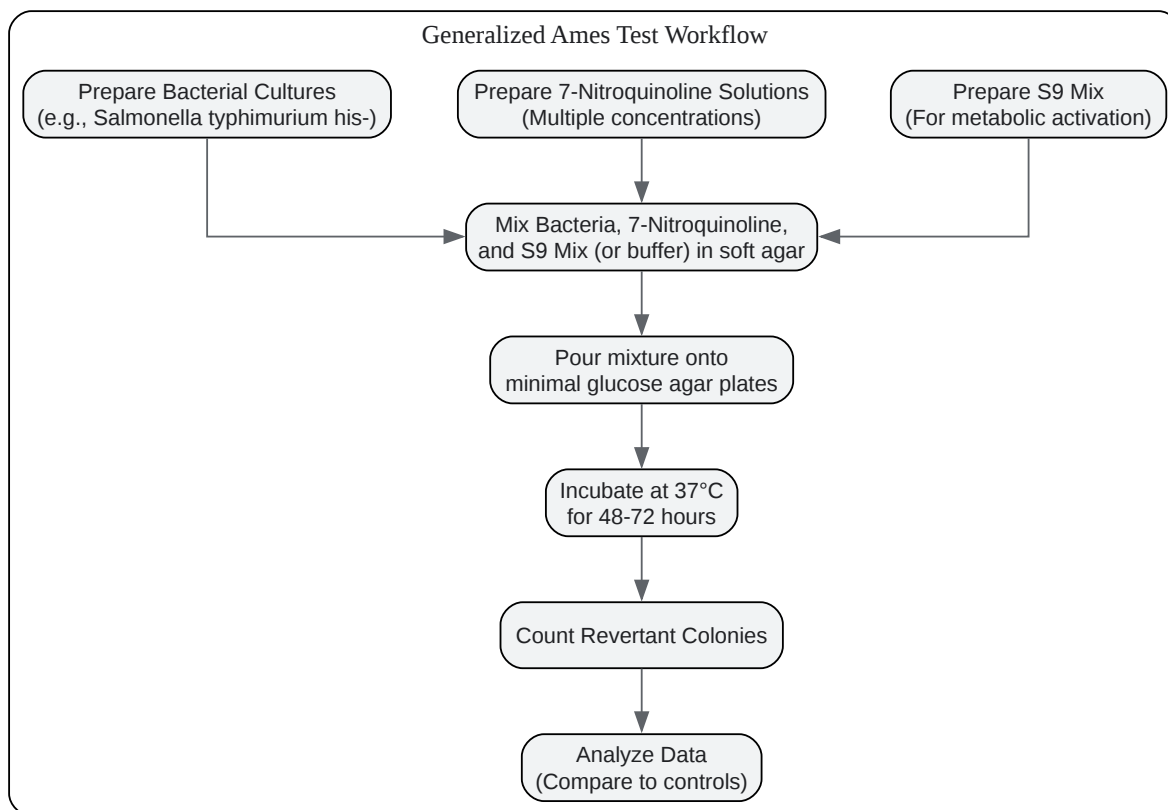 Generalized Ames Test Workflow
Prepare Bacterial Cultures
(e.g., Salmonella typhimurium his-)
Prepare 7-Nitroquinoline Solutions
(Multiple concentrations)
Prepare S9 Mix
(For metabolic activation)
Mix Bacteria, 7-Nitroquinoline,
and S9 Mix (or buffer) in soft agar
Pour mixture onto
minimal glucose agar plates
Incubate at 37°C
for 48-72 hours
Count Revertant Colonies
Analyze Data
(Compare to controls)